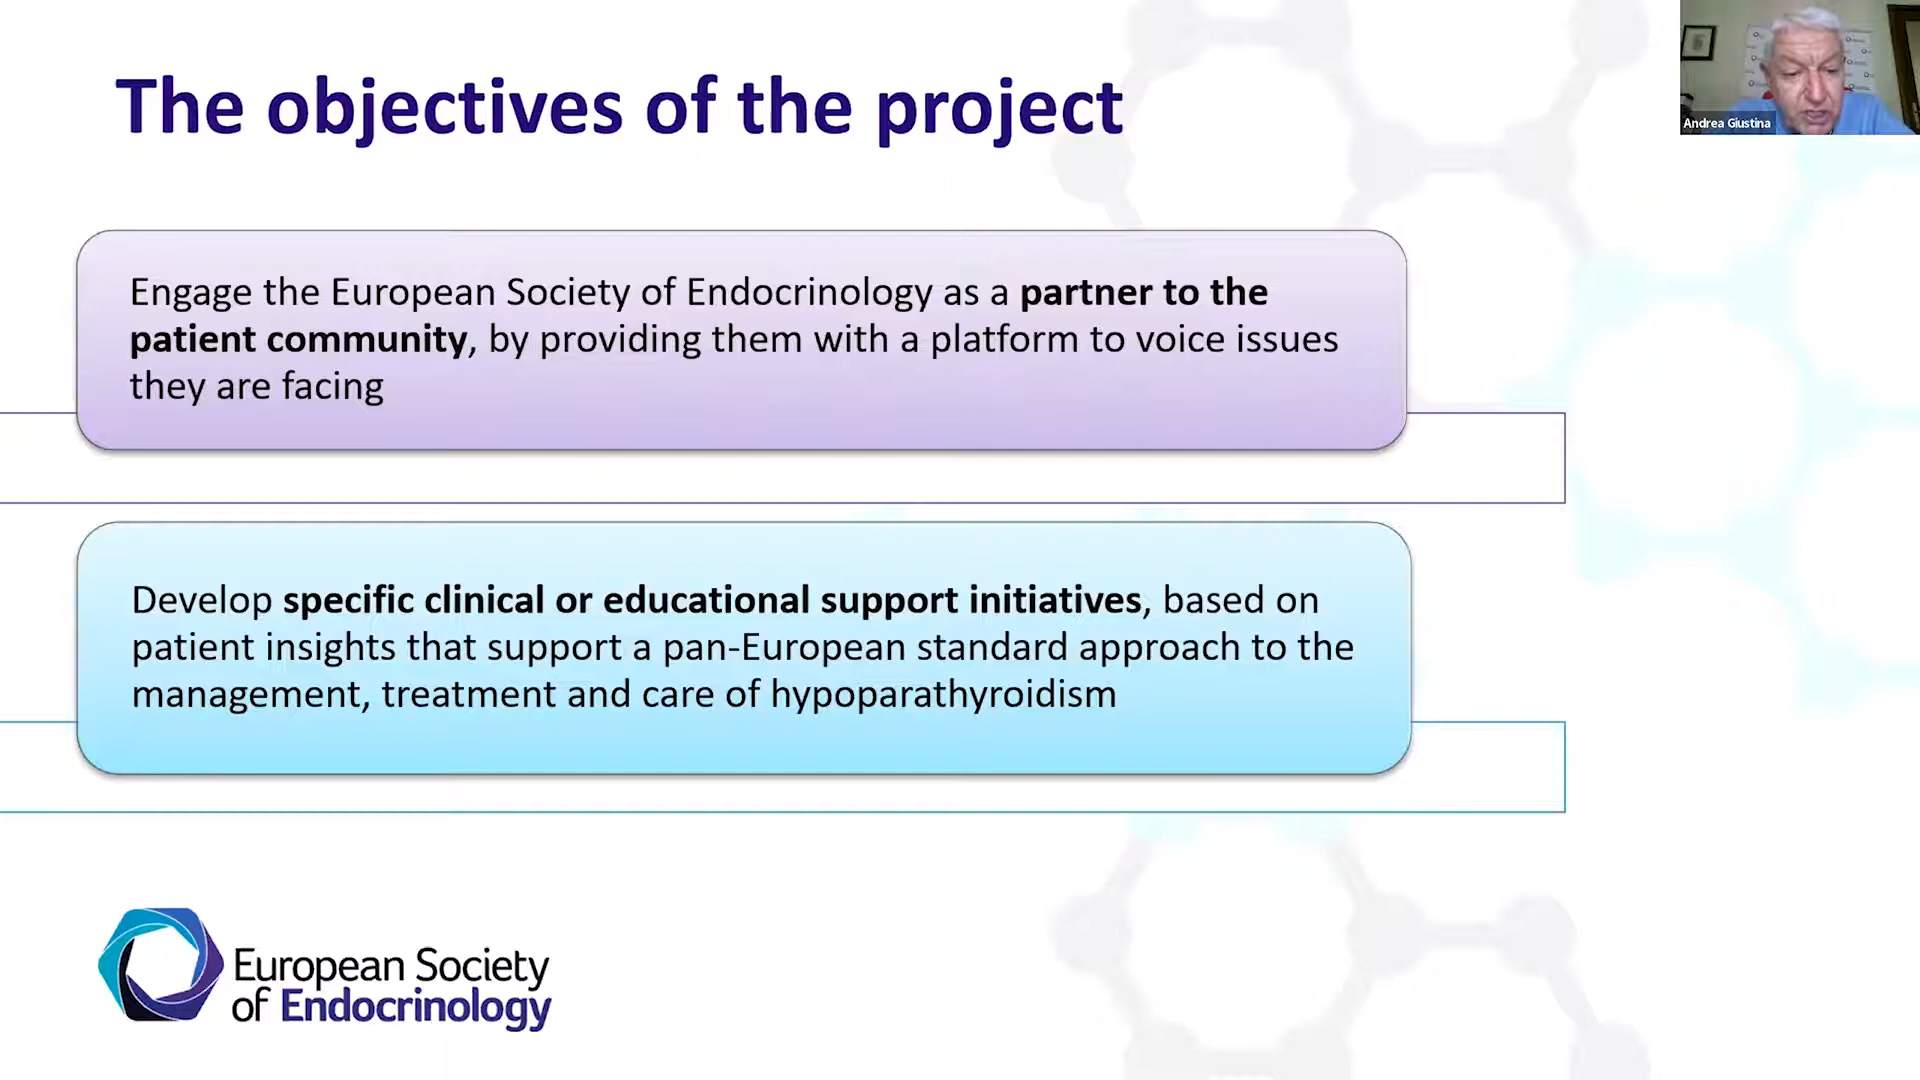 The objectives of the project
Andrea Giustina
Engage the European Society of Endocrinology as a partner to the
patient community, by providing them with a platform to voice issues
they are facing
Develop specific clinical or educational support initiatives, based on
patient insights that support a pan-European standard approach to the
management, treatment and care of hypoparathyroidism
European Society
of Endocrinology